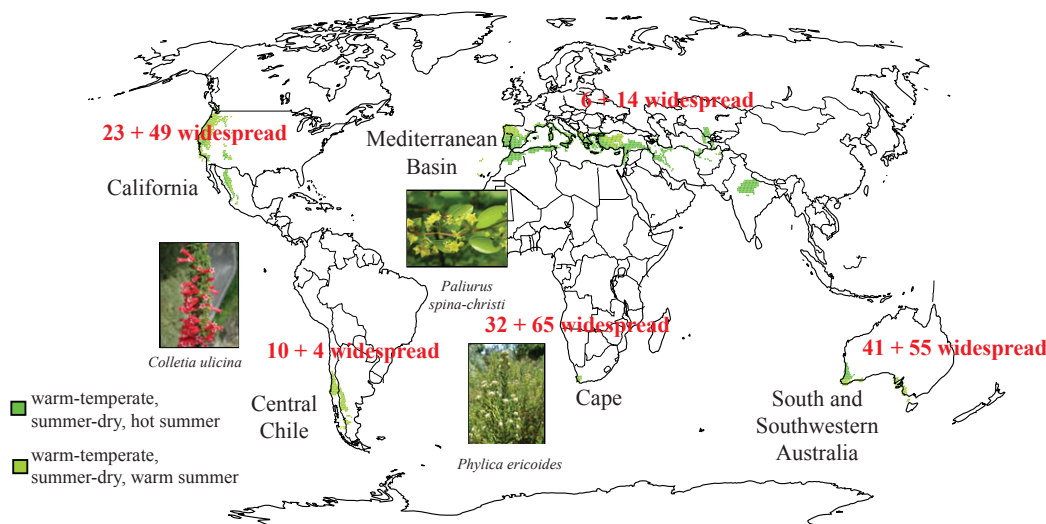 6 + 14 widespread
23 + 49 widespread
Mediterranean
Basin
California
Paliurus
spina-christi
32 + 65 widespread
Colletia ulicina
10 + 4 widespread
41 + 55 widespread
warm-temperate,
summer-dry, hot summer
Central
Chile
Cape
South and
Southwestern
Australia
warm-temperate,
summer-dry, warm summer
Phylica ericoides